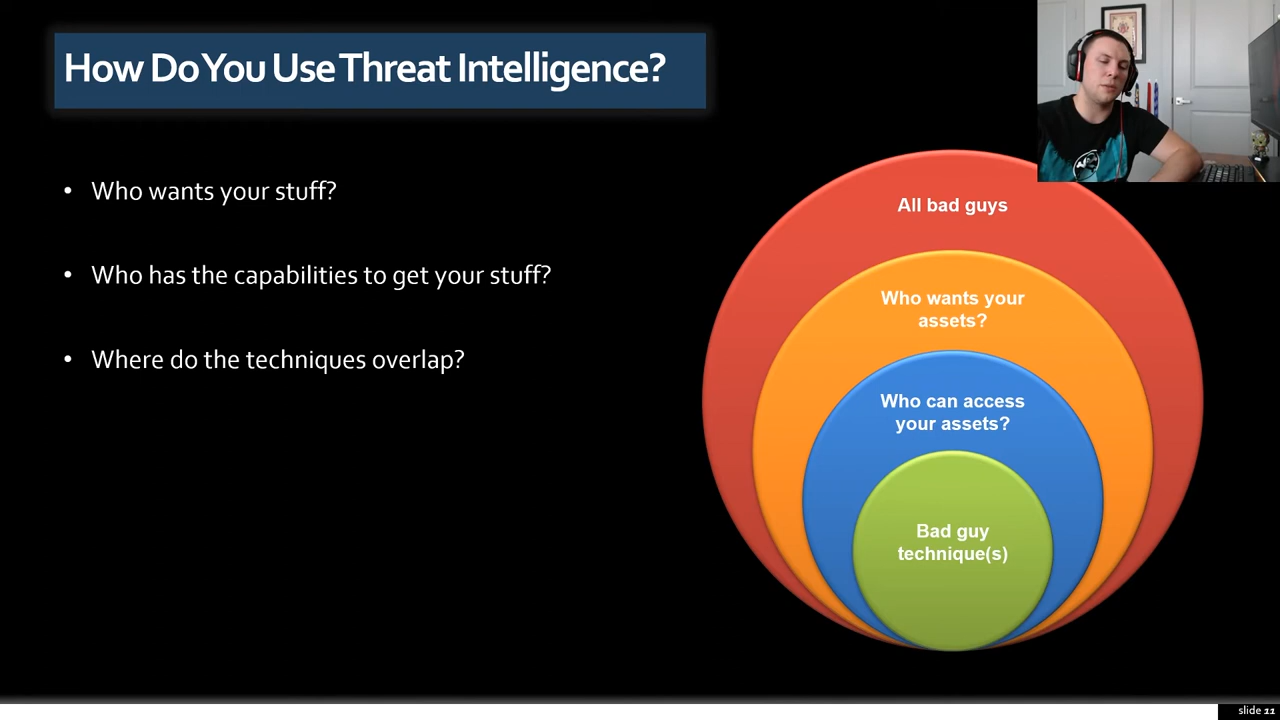 How Do You Use Threat Intelligence?
• Who wants your stuff?
• Who has the capabilities to get your stuff?
• Where do the techniques overlap?
All bad guys
Who wants your
assets?
Who can access
your assets?
Bad guy
technique(s)
slide 11